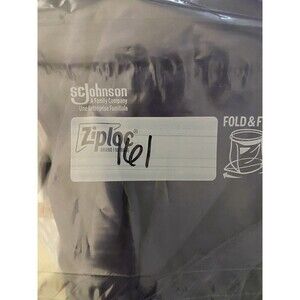 SC Johnson
A Family Company
Une Entreprise Familiale
Ziploc®
161
FOLD & F